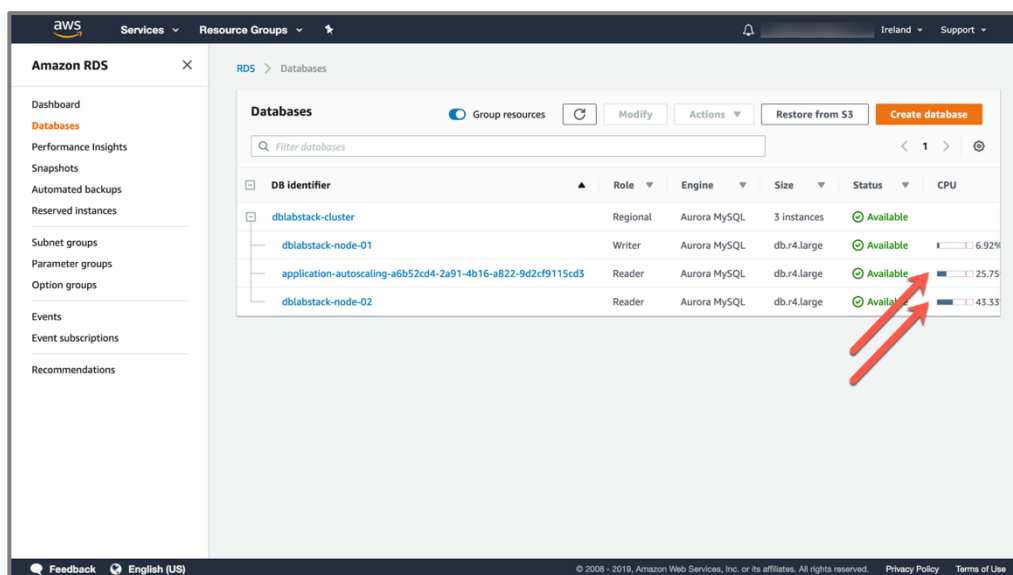 aws Services Resource Groups Ireland Support
Amazon RDS
Dashboard
Databases
Performance Insights
Snapshots
Automated backups
Reserved instances
Subnet groups
Parameter groups
Option groups
Events
Event subscriptions
Recommendations
RDS > Databases
Databases Group resources Modify Actions Restore from S3 Create database
Filter databases < 1 >
DB identifier Role Engine Size Status CPU
dblabstack-cluster Regional Aurora MySQL 3 instances Available
dblabstack-node-01 Writer Aurora MySQL db.r4.large Available 6.92%
application-autoscaling-a6b52cd4-2a91-4b16-a822-9d2cf9115cd3 Reader Aurora MySQL db.r4.large Available 25.75
dblabstack-node-02 Reader Aurora MySQL db.r4.large Available 43.33
Feedback English (US) © 2008 - 2019, Amazon Web Services, Inc. or its affiliates. All rights reserved. Privacy Policy Terms of Use